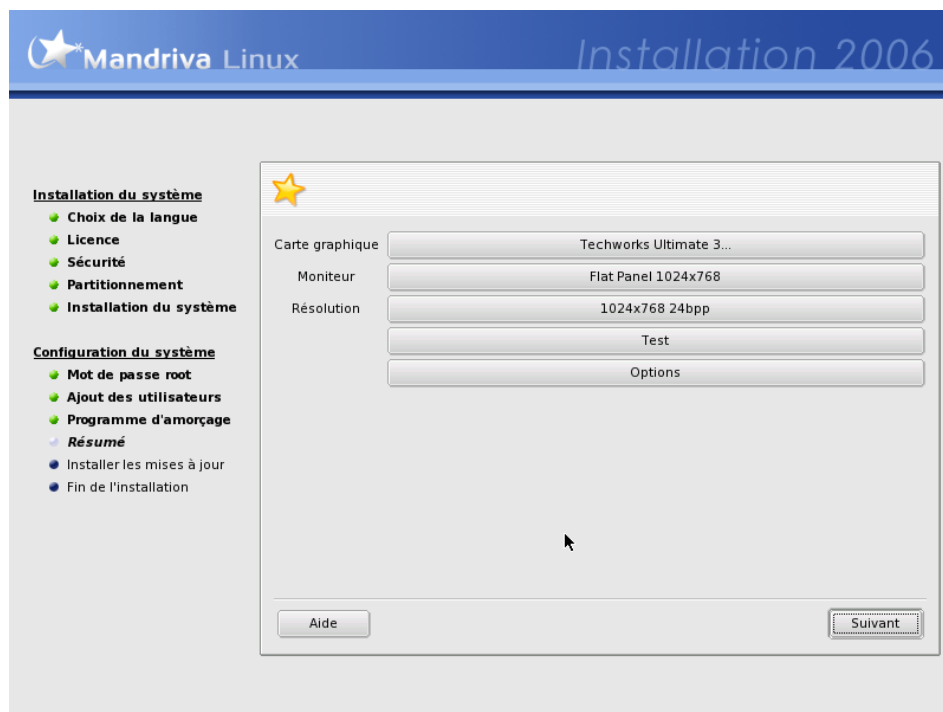 Mandriva Linux
Installation 2006
Installation du système
Choix de la langue
Licence
Sécurité
Partitionnement
Installation du système
Configuration du système
Mot de passe root
Ajout des utilisateurs
Programme d'amorçage
Résumé
Installer les mises à jour
Fin de l'installation
Carte graphique Techworks Ultimate 3...
Moniteur Flat Panel 1024x768
Résolution 1024x768 24bpp
Test
Options
Aide Suivant